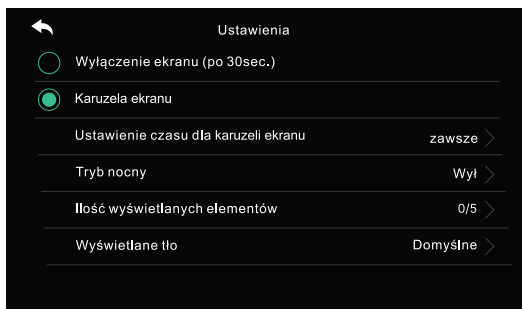 Ustawienia
Wyłączenie ekranu (po 30sec.)
Karuzela ekranu
Ustawienie czasu dla karuzeli ekranu zawsze
Tryb nocny Wył
Ilość wyświetlanych elementów 0/5
Wyświetlane tło Domyślne